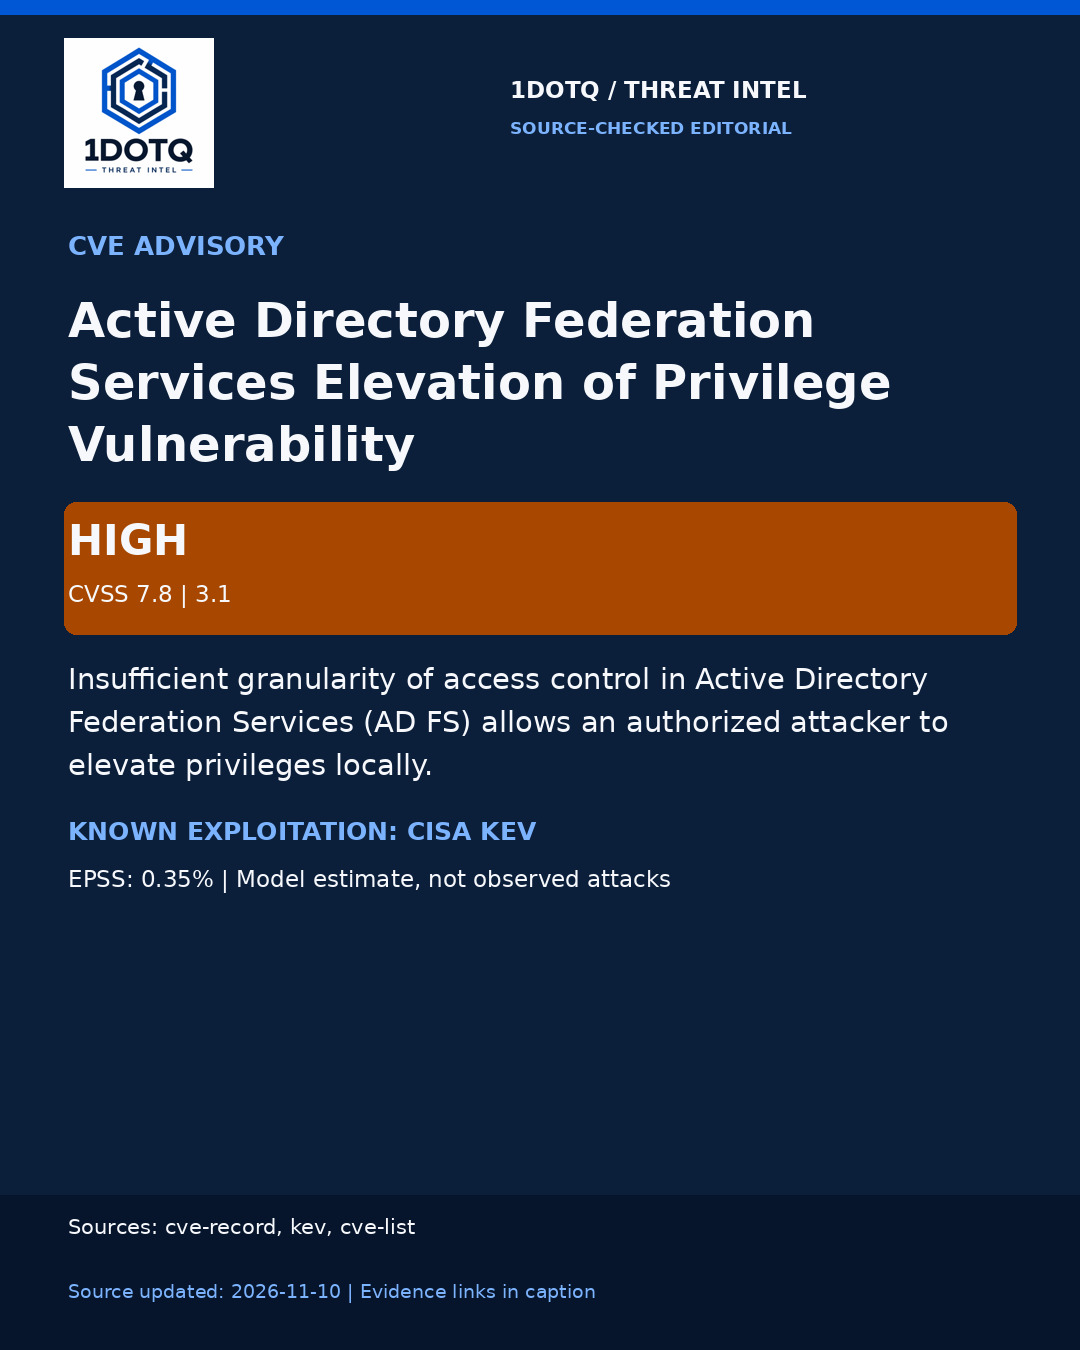 1DOTQ
THREAT INTEL
1DOTQ / THREAT INTEL
SOURCE-CHECKED EDITORIAL
CVE ADVISORY
Active Directory Federation
Services Elevation of Privilege
Vulnerability
HIGH
CVSS 7.8 | 3.1
Insufficient granularity of access control in Active Directory
Federation Services (AD FS) allows an authorized attacker to
elevate privileges locally.
KNOWN EXPLOITATION: CISA KEV
EPSS: 0.35% | Model estimate, not observed attacks
Sources: cve-record, kev, cve-list
Source updated: 2026-11-10 | Evidence links in caption